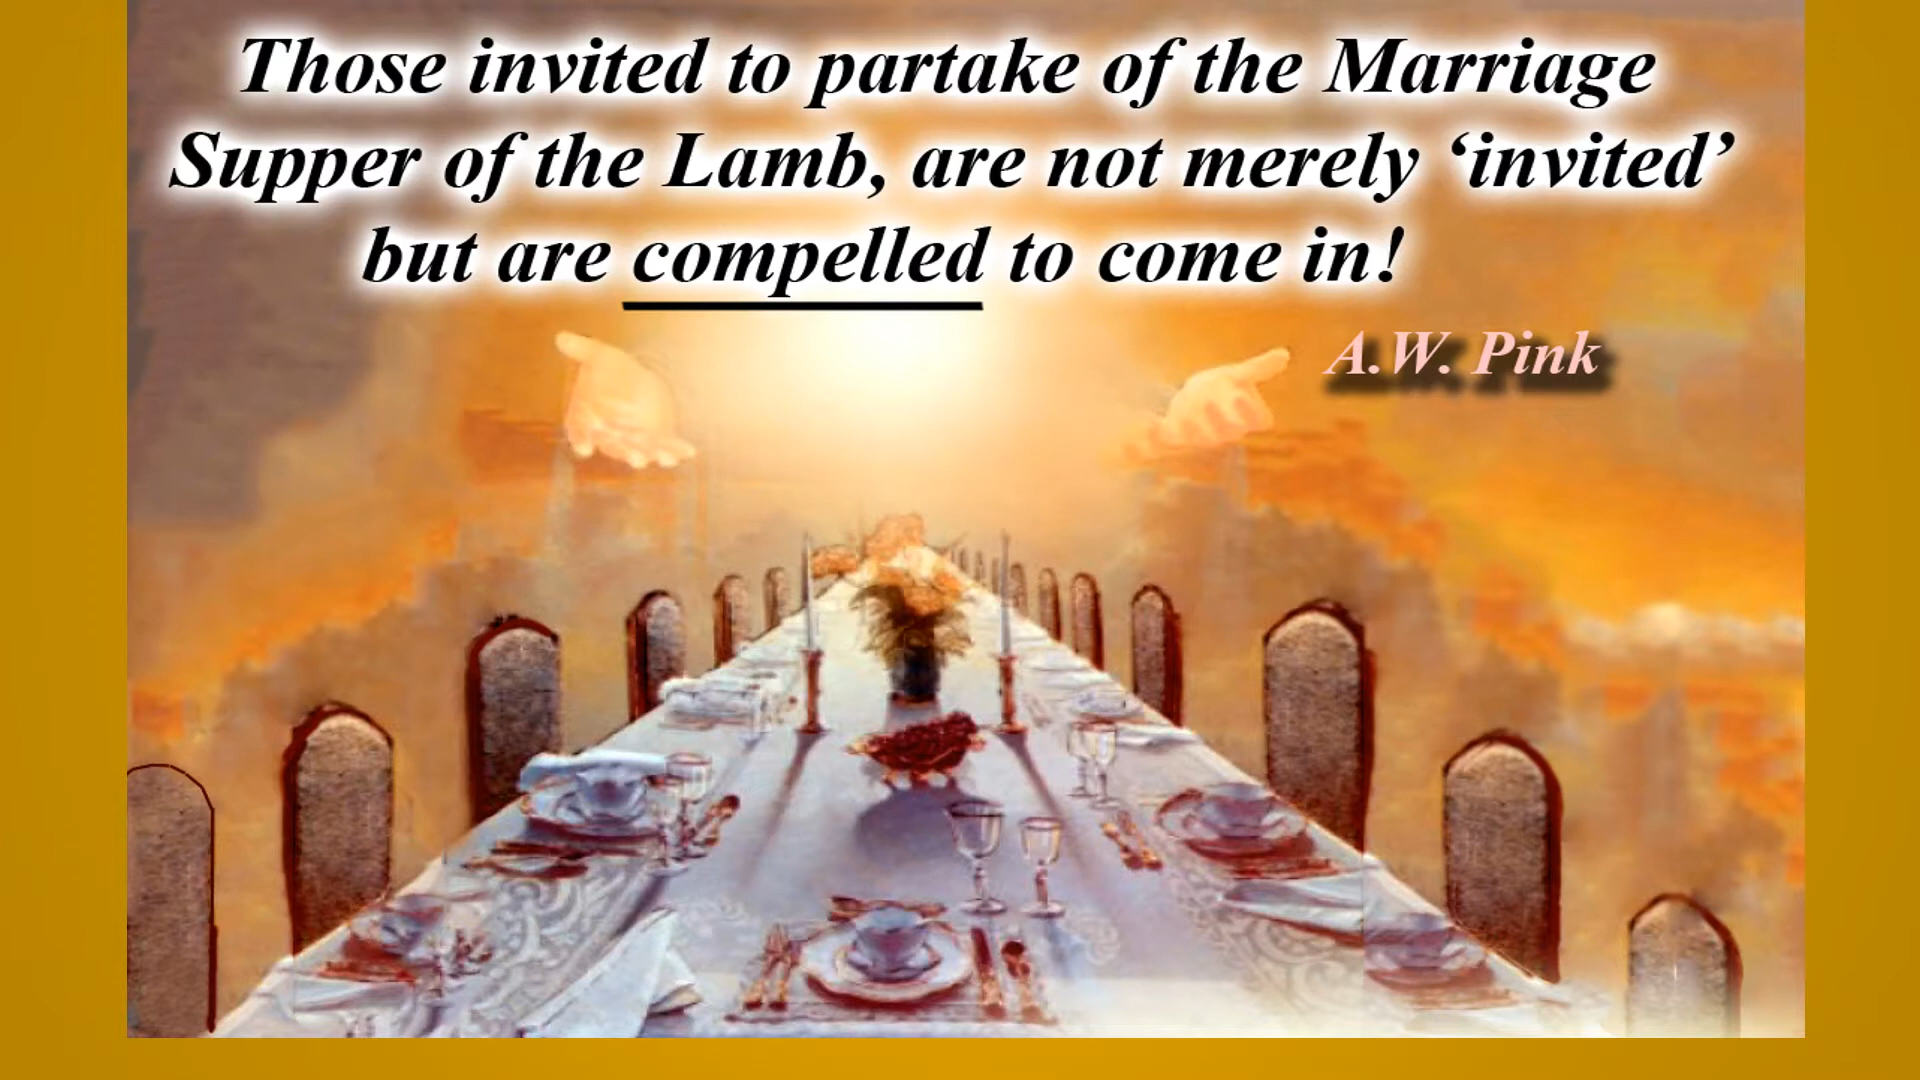 Those invited to partake of the Marriage
Supper of the Lamb, are not merely ‘invited’
but are compelled to come in!
A.W. Pink